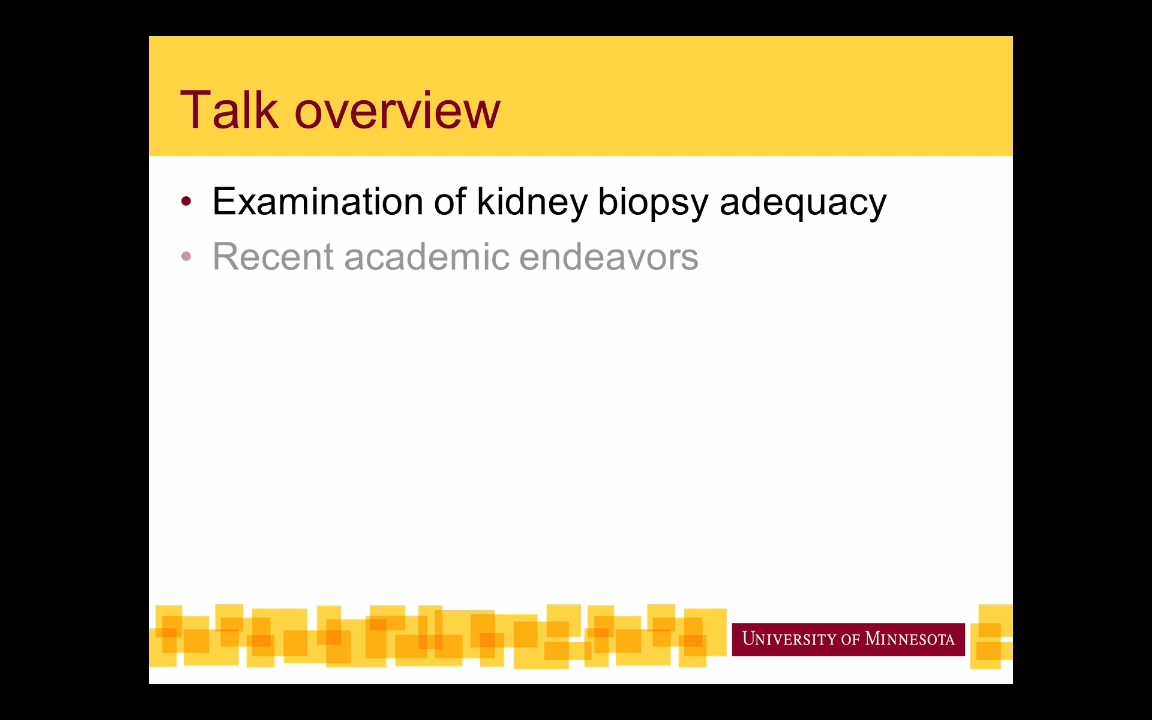 Talk overview
• Examination of kidney biopsy adequacy
• Recent academic endeavors
UNIVERSITY OF MINNESOTA